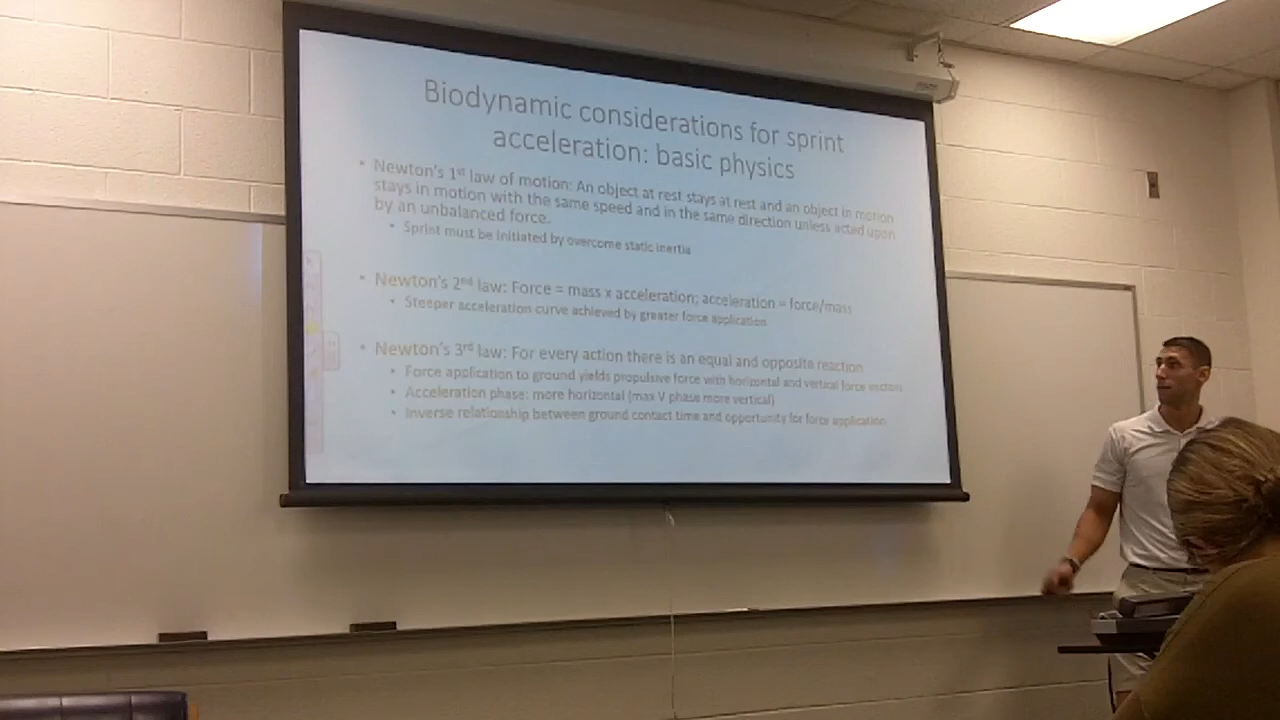 Biodynamic considerations for sprint
acceleration: basic physics
• Newton's 1st law of motion: An object at rest stays at rest and an object in motion
stays in motion with the same speed and in the same direction unless acted upon
by an unbalanced force.
• Sprint must be initiated by overcome static inertia
• Newton's 2nd law: Force = mass x acceleration; acceleration = force/mass
• Steeper acceleration curve achieved by greater force application
• Newton's 3rd law: For every action there is an equal and opposite reaction
• Force application to ground yields propulsive force with horizontal and vertical force vectors
• Acceleration phase: more horizontal (max V phase more vertical)
• Inverse relationship between ground contact time and opportunity for force application